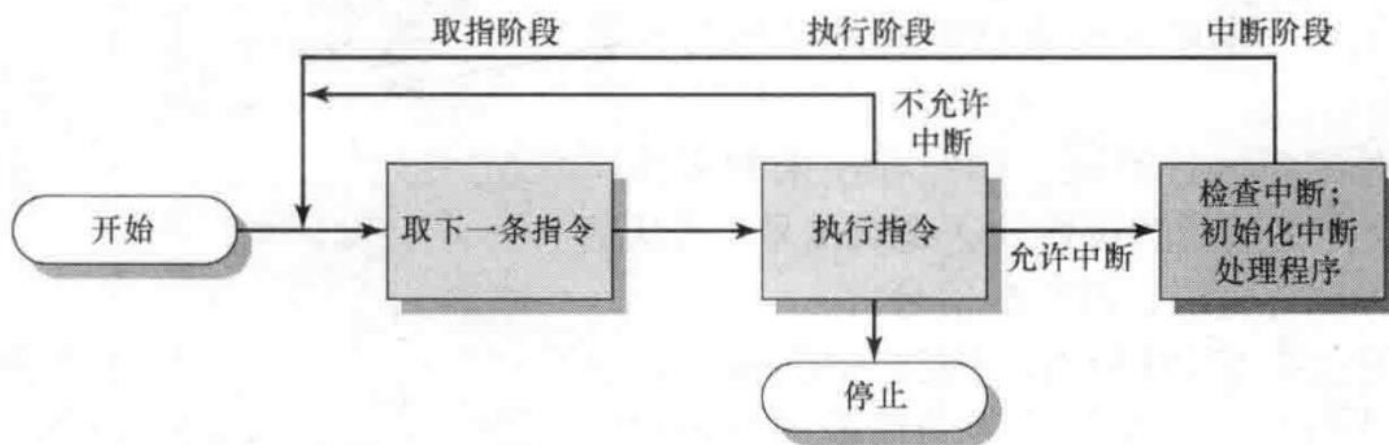 取指阶段
执行阶段
中断阶段
不允许
中断
开始
取下一条指令
执行指令
允许中断
检查中断；
初始化中断
处理程序
停止